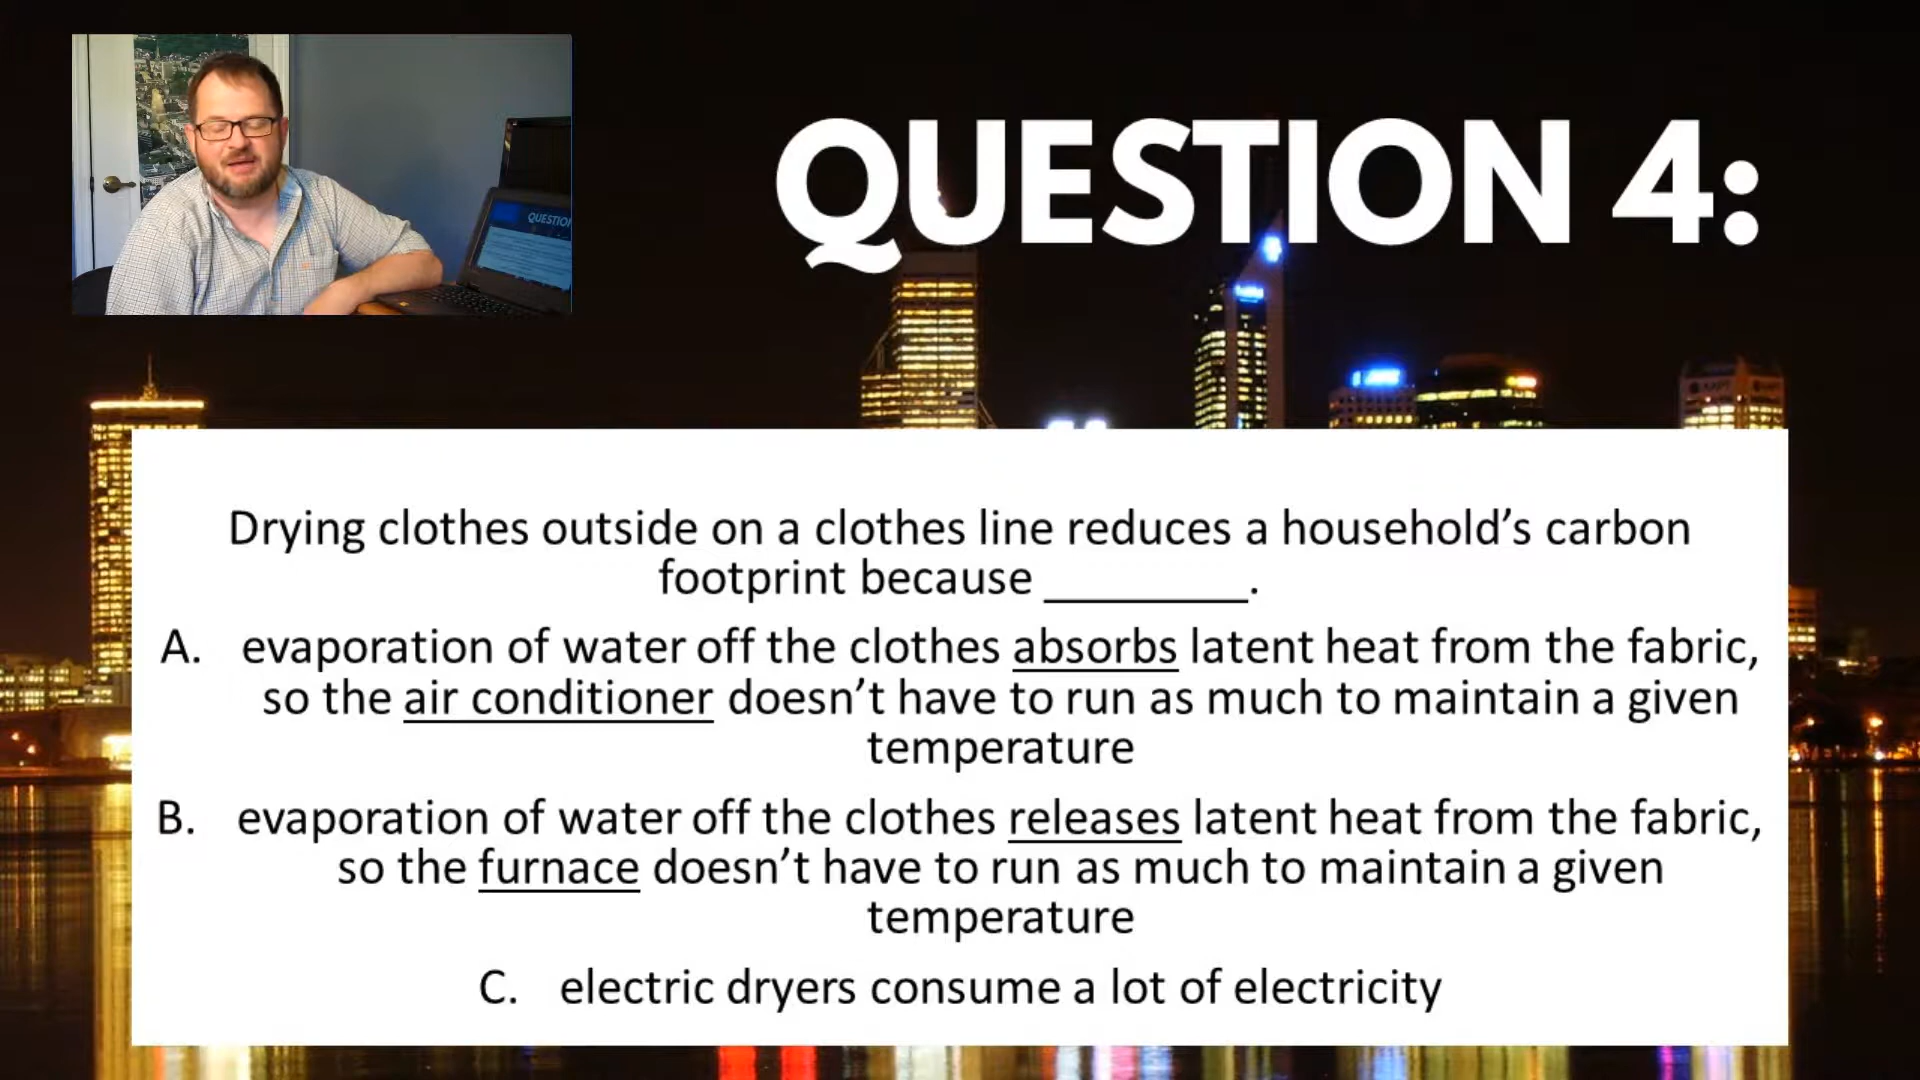 QUESTION 4:
QUESTION
Drying clothes outside on a clothes line reduces a household’s carbon
footprint because ________.
A. evaporation of water off the clothes absorbs latent heat from the fabric,
so the air conditioner doesn’t have to run as much to maintain a given
temperature
B. evaporation of water off the clothes releases latent heat from the fabric,
so the furnace doesn’t have to run as much to maintain a given
temperature
C. electric dryers consume a lot of electricity